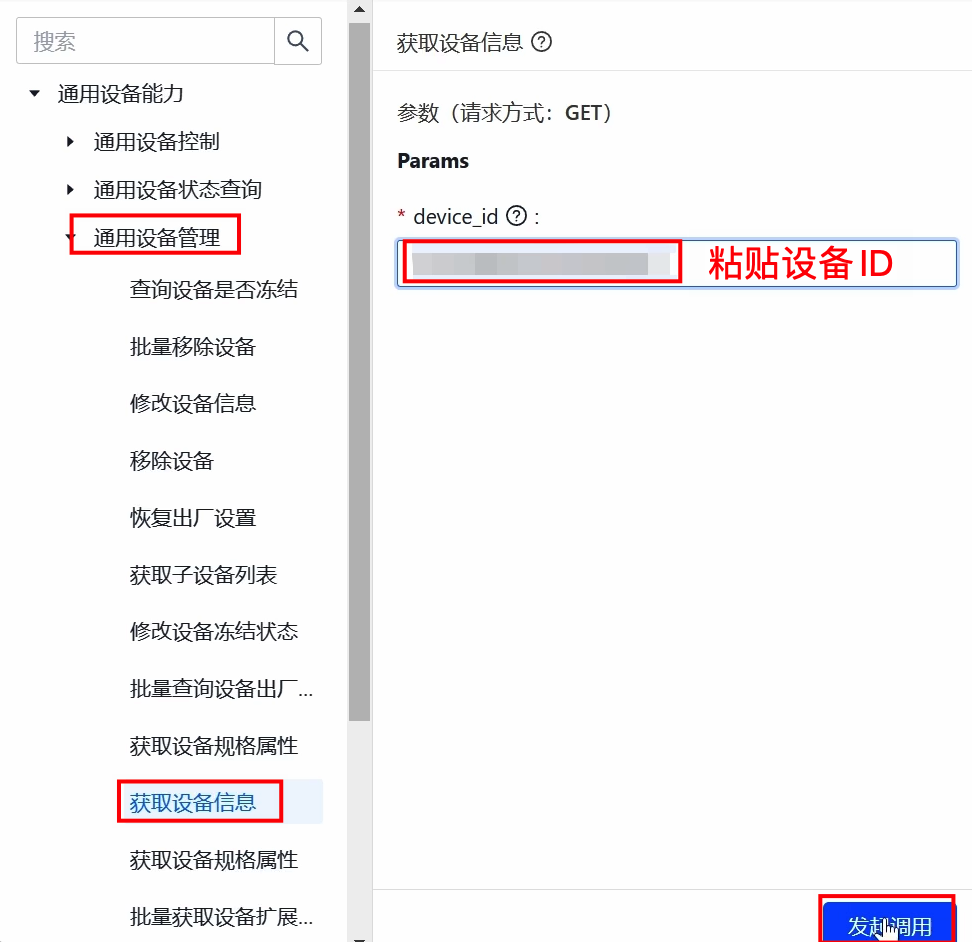 搜索
通用设备能力
通用设备控制
通用设备状态查询
通用设备管理
查询设备是否冻结
批量移除设备
修改设备信息
移除设备
恢复出厂设置
获取子设备列表
修改设备冻结状态
批量查询设备出厂...
获取设备规格属性
获取设备信息
获取设备规格属性
批量获取设备扩展...
获取设备信息
参数（请求方式：GET）
Params
* device_id :
粘贴设备ID
发起调用